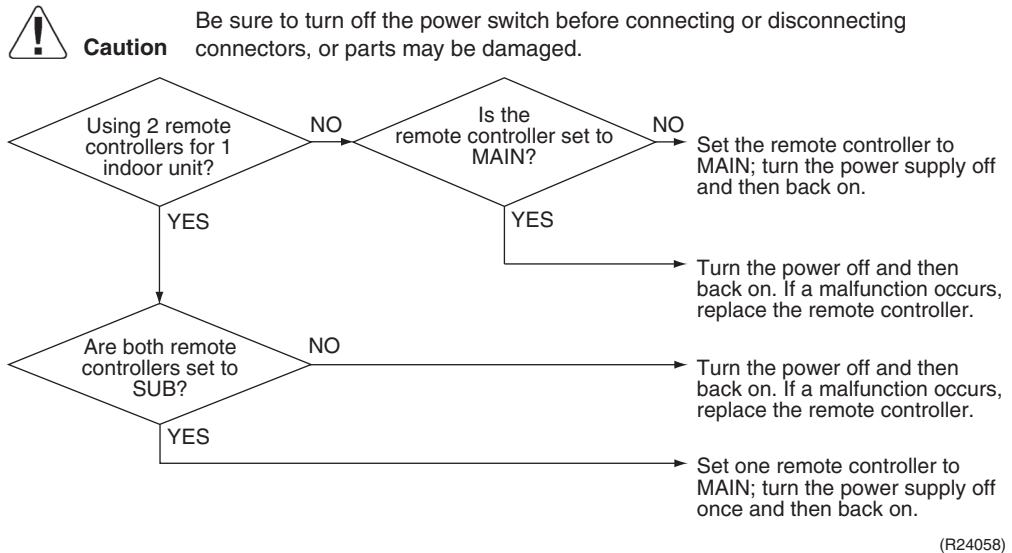 Be sure to turn off the power switch before connecting or disconnecting
Caution connectors, or parts may be damaged.
Using 2 remote
controllers for 1
indoor unit?
NO
Is the
remote controller set to
MAIN?
NO
Set the remote controller to
MAIN; turn the power supply off
and then back on.
YES
YES
Turn the power off and then
back on. If a malfunction occurs,
replace the remote controller.
Are both remote
controllers set to
SUB?
NO
Turn the power off and then
back on. If a malfunction occurs,
replace the remote controller.
YES
Set one remote controller to
MAIN; turn the power supply off
once and then back on.
(R24058)